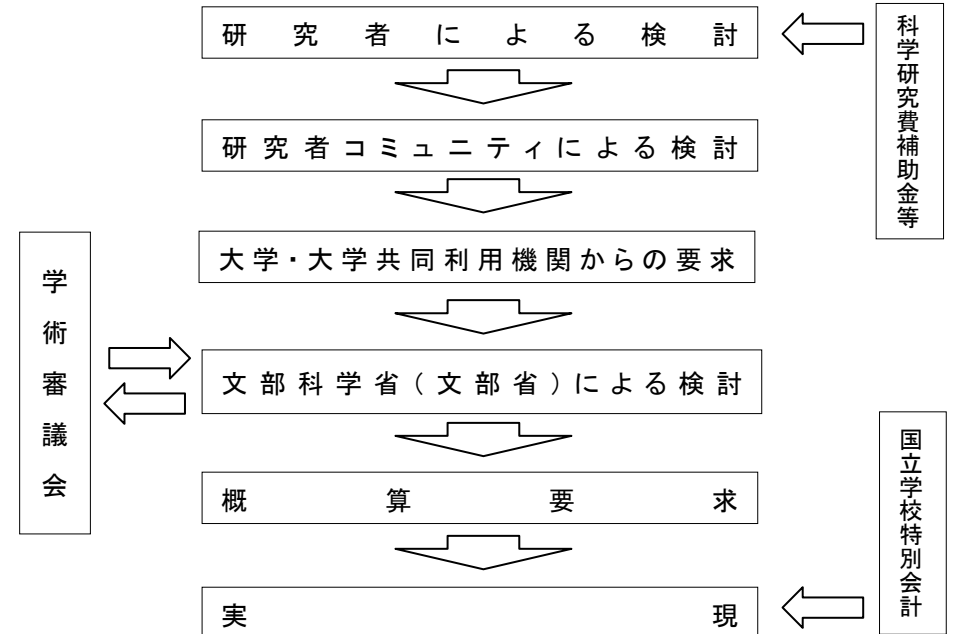 研究者による検討
科学研究費補助金等
研究者コミュニティによる検討
大学・大学共同利用機関からの要求
学術審議会
文部科学省(文部省)による検討
概算要求
国立学校特別会計
実現